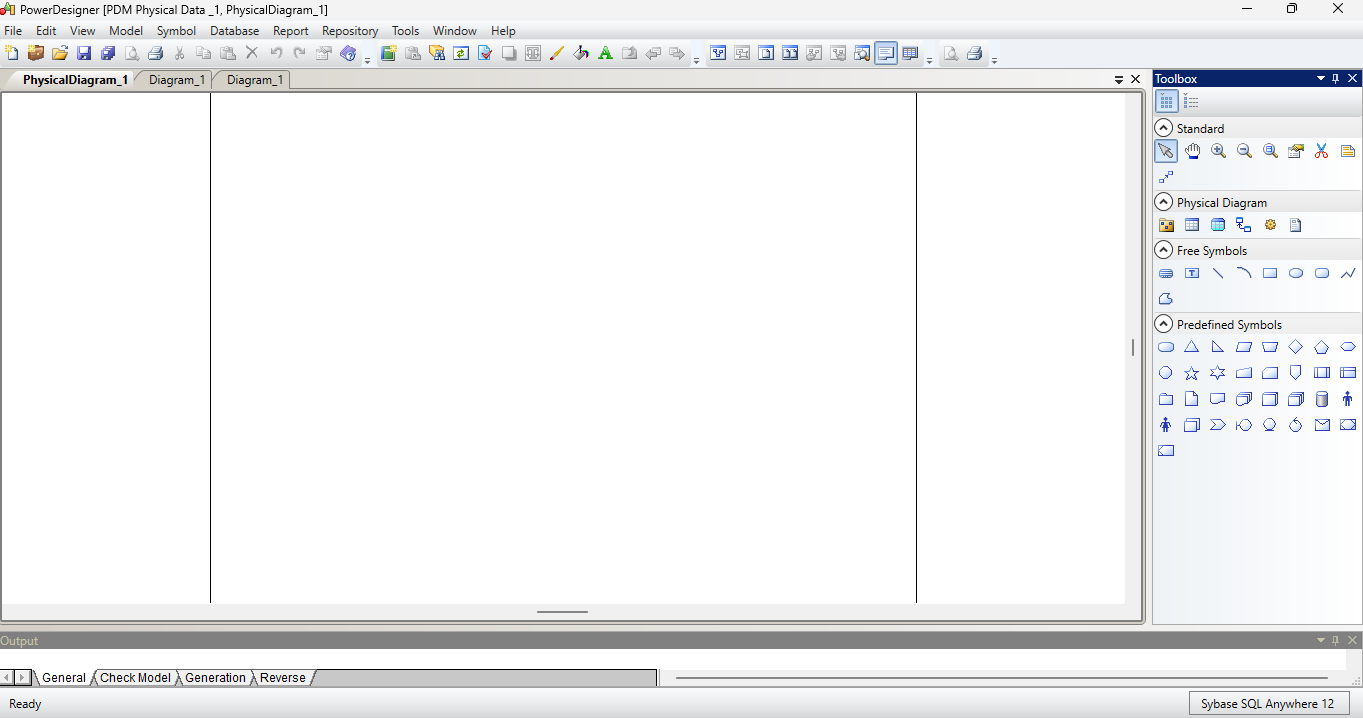 PowerDesigner [PDM Physical Data _1, PhysicalDiagram_1]
File Edit View Model Symbol Database Report Repository Tools Window Help
PhysicalDiagram_1 Diagram_1 Diagram_1
Toolbox
Standard
Physical Diagram
Free Symbols
Predefined Symbols
Output
General Check Model Generation Reverse
Ready Sybase SQL Anywhere 12